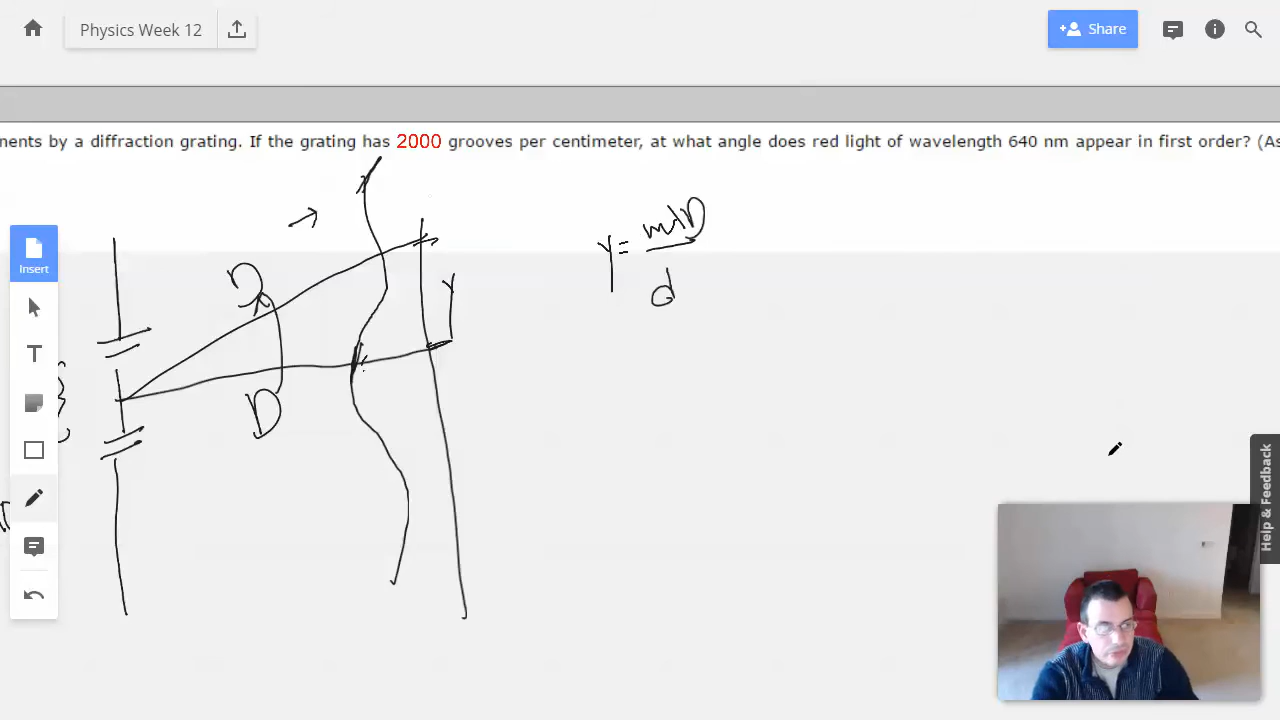 Physics Week 12
Share
nents by a diffraction grating. If the grating has 2000 grooves per centimeter, at what angle does red light of wavelength 640 nm appear in first order? (As
Insert
T
Y
D
Y = mλD
d
Help & Feedback